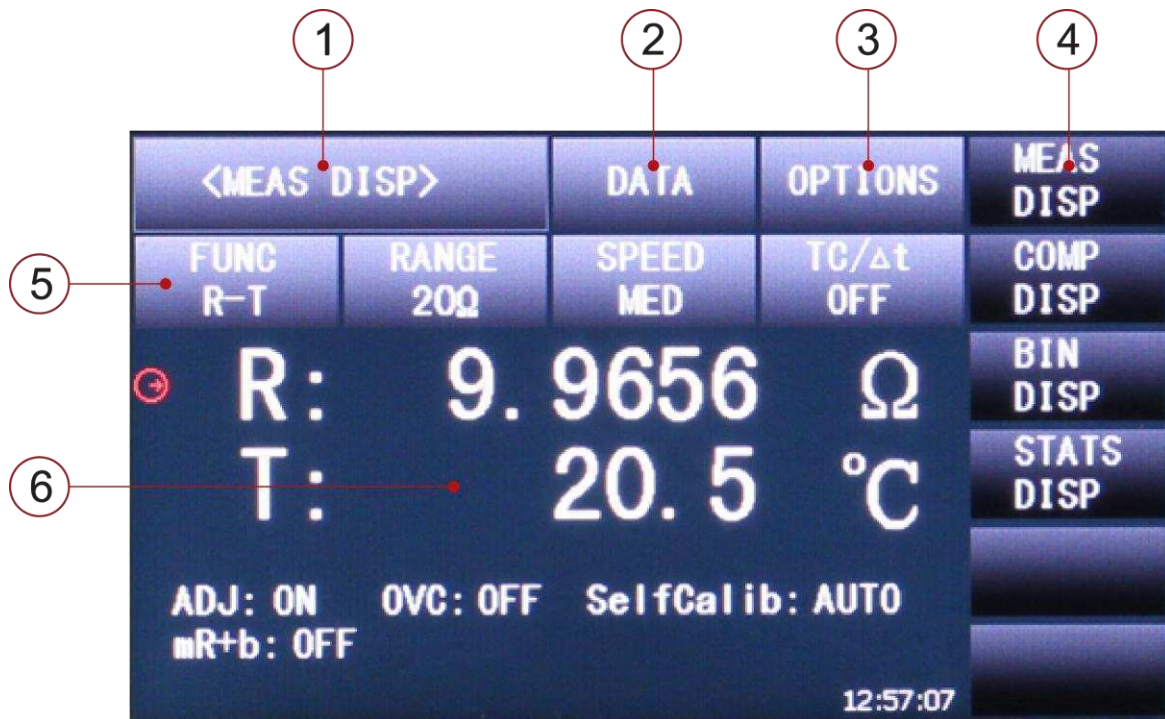 1 2 3 4
<MEAS DISP> DATA OPTIONS MEAS DISP
5 FUNC R-T RANGE 20Ω SPEED MED TC/Δt OFF COMP DISP
R: 9.9656 Ω BIN DISP
6 T: 20.5 ℃ STATS DISP
ADJ: ON OVC: OFF SelfCalib: AUTO
mR+b: OFF
12:57:07